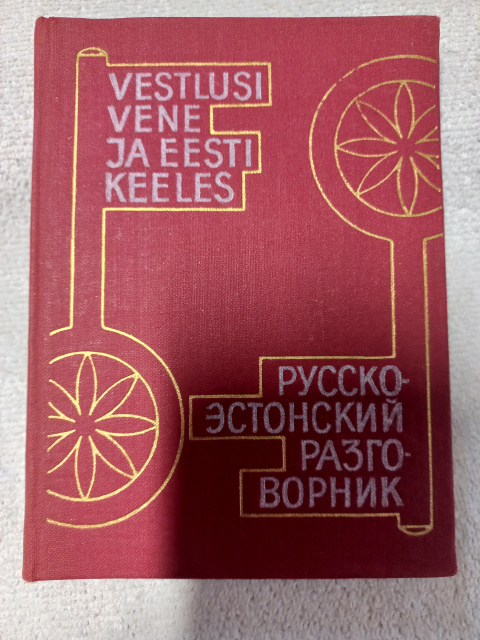 VESTLUSI
VENE
JA EESTI
KEELES
РУССКО-
ЭСТОНСКИЙ
РАЗГО-
ВОРНИК